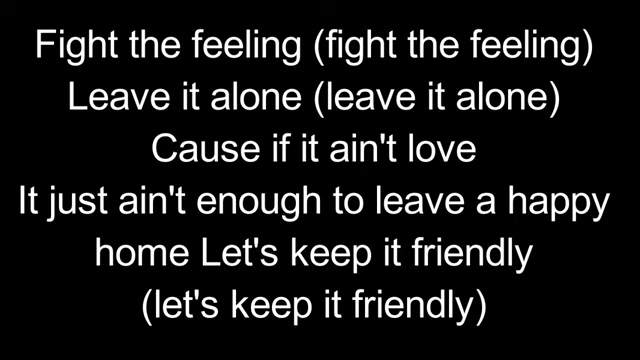 Fight the feeling (fight the feeling)
Leave it alone (leave it alone)
Cause if it ain't love
It just ain't enough to leave a happy
home Let's keep it friendly
(let's keep it friendly)